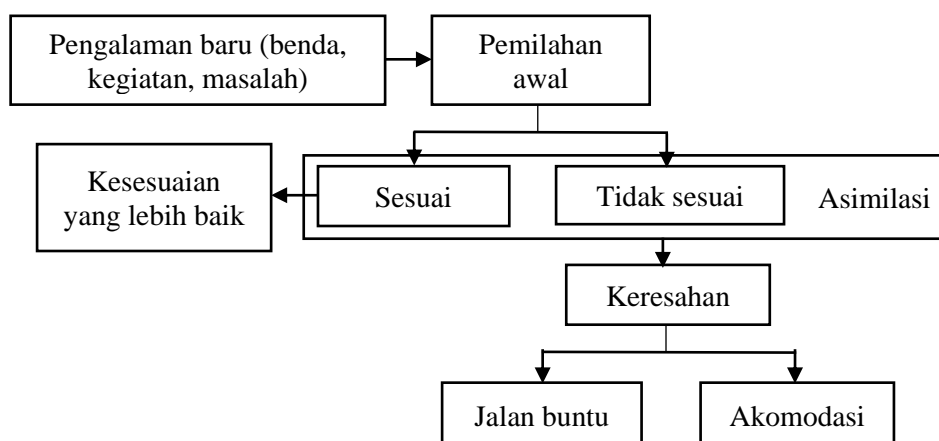 Pengalaman baru (benda,
kegiatan, masalah)
Pemilahan
awal
Kesesuaian
yang lebih baik
Sesuai
Tidak sesuai
Asimilasi
Keresahan
Jalan buntu
Akomodasi